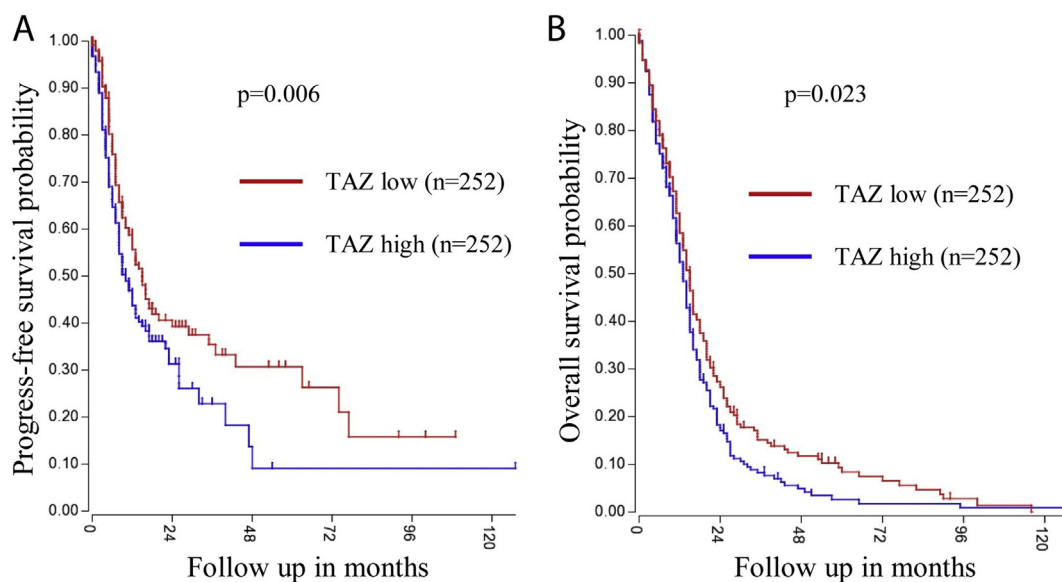 A
Progress-free survival probability
1.00
0.90
0.80
0.70
0.60
0.50
0.40
0.30
0.20
0.10
0.00
p=0.006
TAZ low (n=252)
TAZ high (n=252)
0
24
48
72
96
120
Follow up in months
B
Overall survival probability
1.00
0.90
0.80
0.70
0.60
0.50
0.40
0.30
0.20
0.10
0.00
p=0.023
TAZ low (n=252)
TAZ high (n=252)
0
24
48
72
96
120
Follow up in months